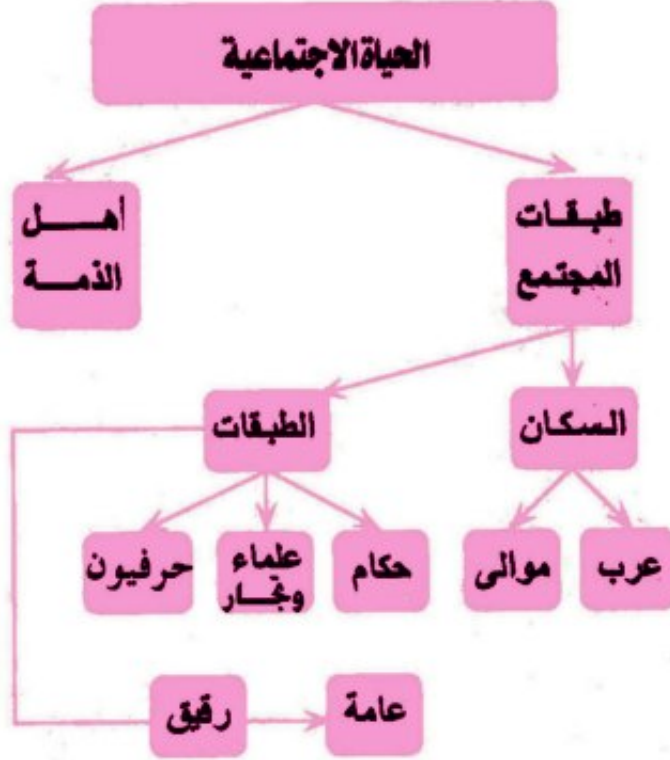 الحياة الاجتماعية
طبقات
المجتمع
أهل
الذمة
السكان
الطبقات
عرب
موالى
حكام
علماء
وتجار
حرفيون
عامة
رقيق